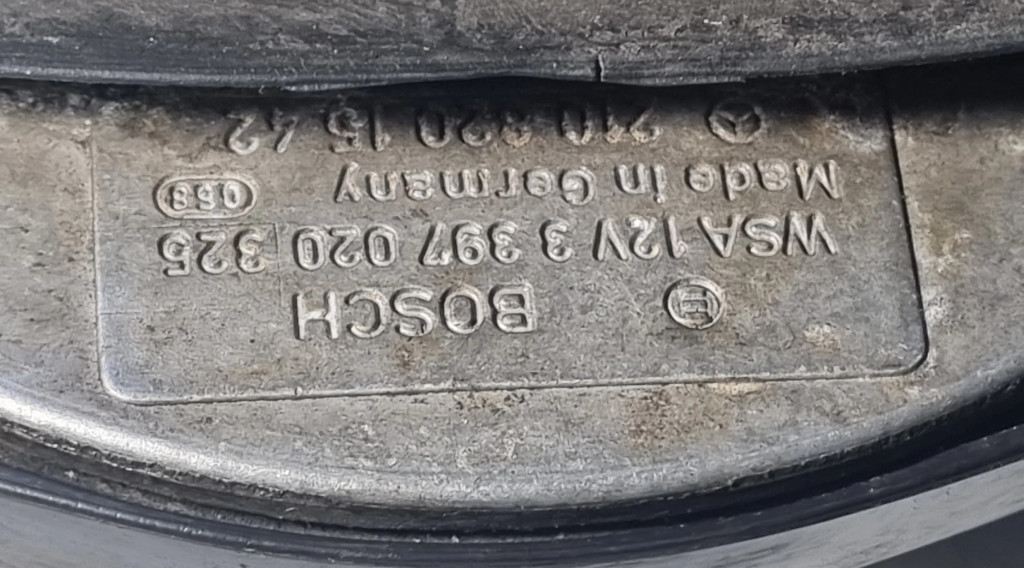 BOSCH
WSA 12V 3 397 020 325
Made in Germany 058
210 820 15 42